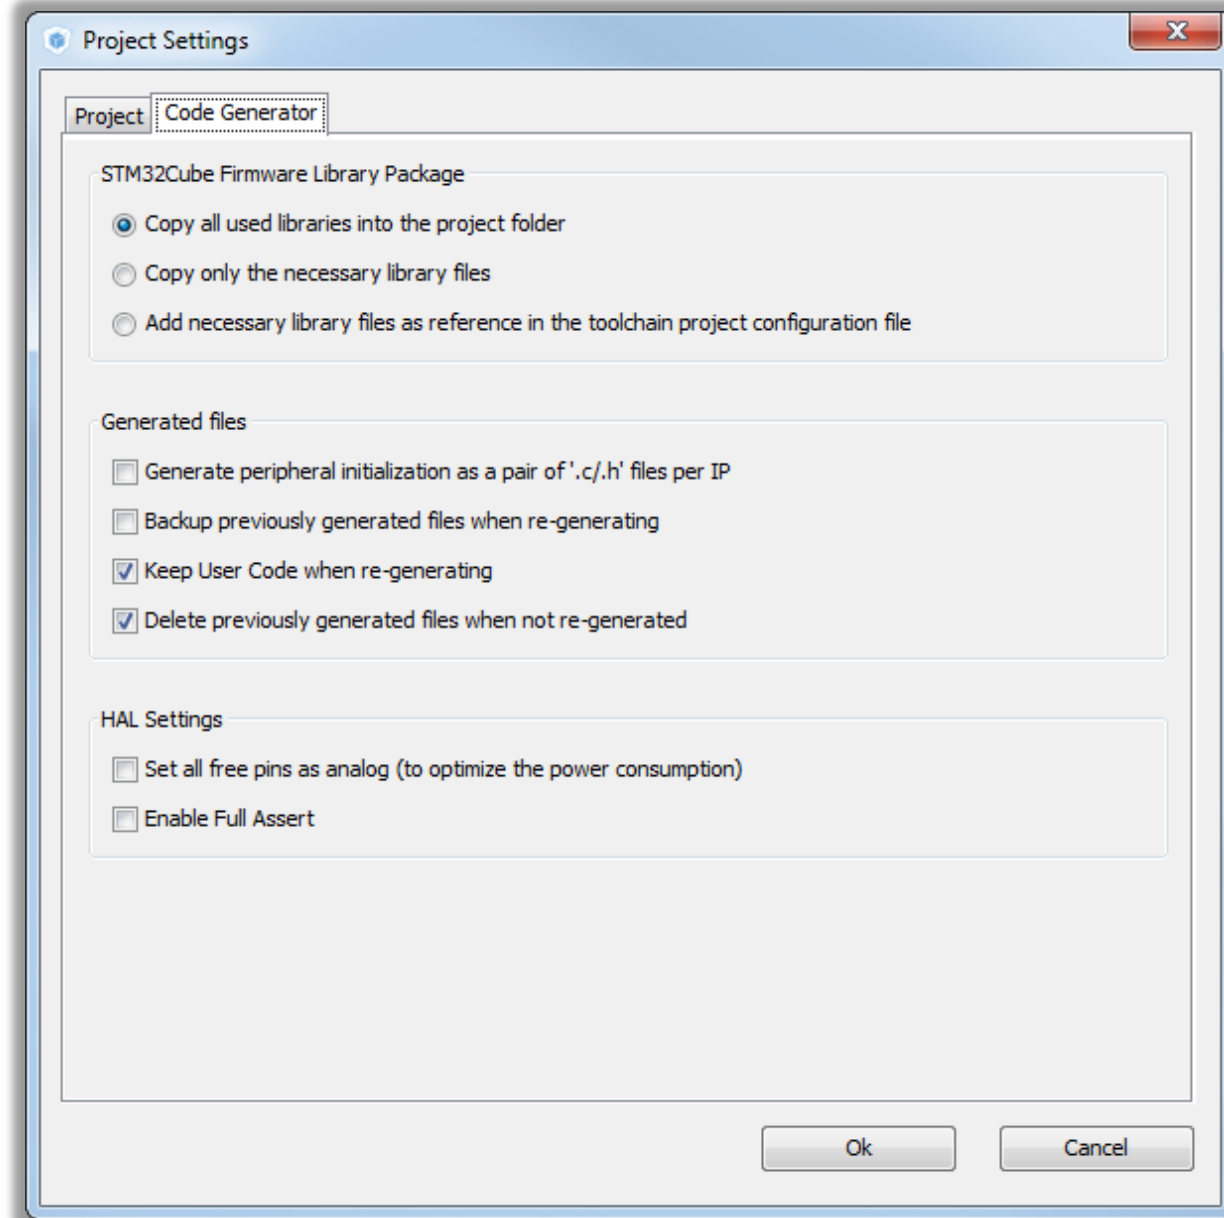 Project Settings
Project
Code Generator
STM32Cube Firmware Library Package
Copy all used libraries into the project folder
Copy only the necessary library files
Add necessary library files as reference in the toolchain project configuration file
Generated files
Generate peripheral initialization as a pair of '.c/.h' files per IP
Backup previously generated files when re-generating
Keep User Code when re-generating
Delete previously generated files when not re-generated
HAL Settings
Set all free pins as analog (to optimize the power consumption)
Enable Full Assert
Ok
Cancel